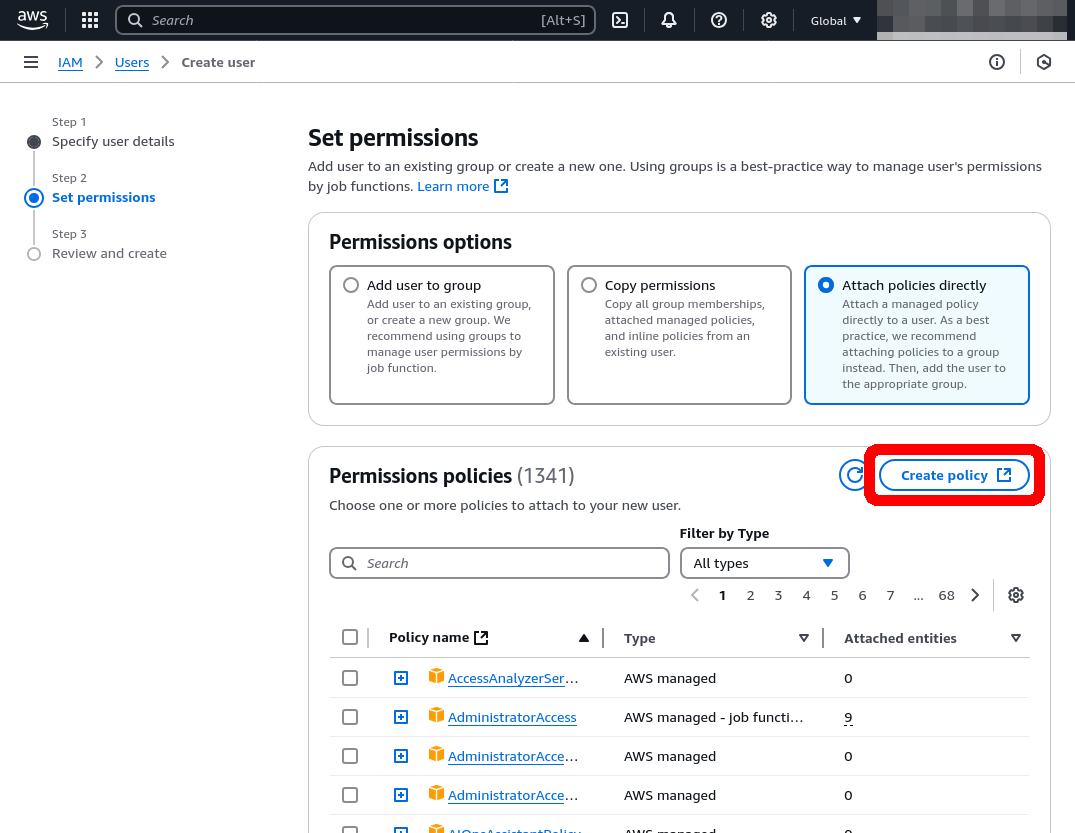 aws
Search [Alt+S]
Global
IAM Users Create user
Step 1
Specify user details
Step 2
Set permissions
Step 3
Review and create
Set permissions
Add user to an existing group or create a new one. Using groups is a best-practice way to manage user's permissions
by job functions. Learn more
Permissions options
Add user to group
Add user to an existing group,
or create a new group. We
recommend using groups to
manage user permissions by
job function.
Copy permissions
Copy all group memberships,
attached managed policies,
and inline policies from an
existing user.
Attach policies directly
Attach a managed policy
directly to a user. As a best
practice, we recommend
attaching policies to a group
instead. Then, add the user to
the appropriate group.
Permissions policies (1341)
Create policy
Choose one or more policies to attach to your new user.
Filter by Type
Search
All types
1 2 3 4 5 6 7 ... 68
Policy name Type Attached entities
AccessAnalyzerSer... AWS managed 0
AdministratorAccess AWS managed - job functi... 9
AdministratorAcce... AWS managed 0
AdministratorAcce... AWS managed 0
AIOpsAssistantPolicy AWS managed 0